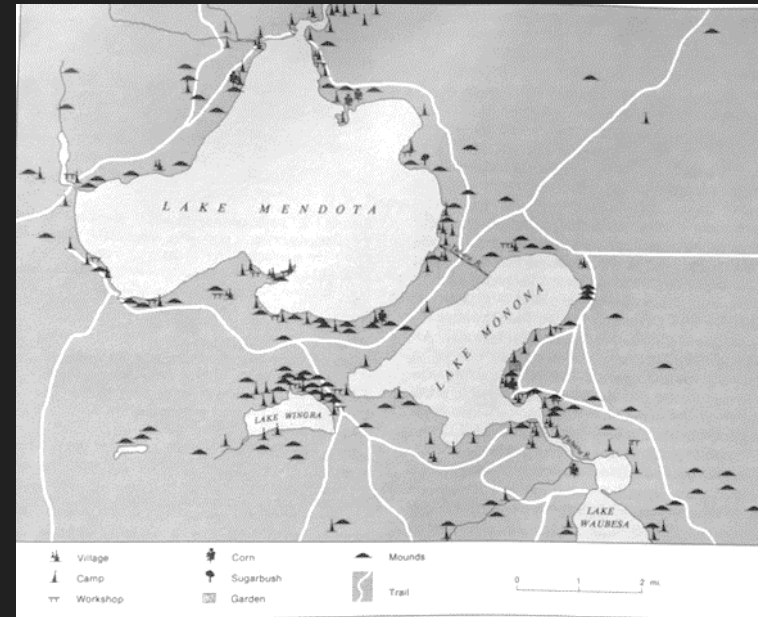 LAKE MENDOTA
LAKE MONONA
LAKE WINGRA
LAKE
WAUBESA
Village
Camp
Workshop
Corn
Sugarbush
Garden
Mounds
Trail
0 1 2 mi.